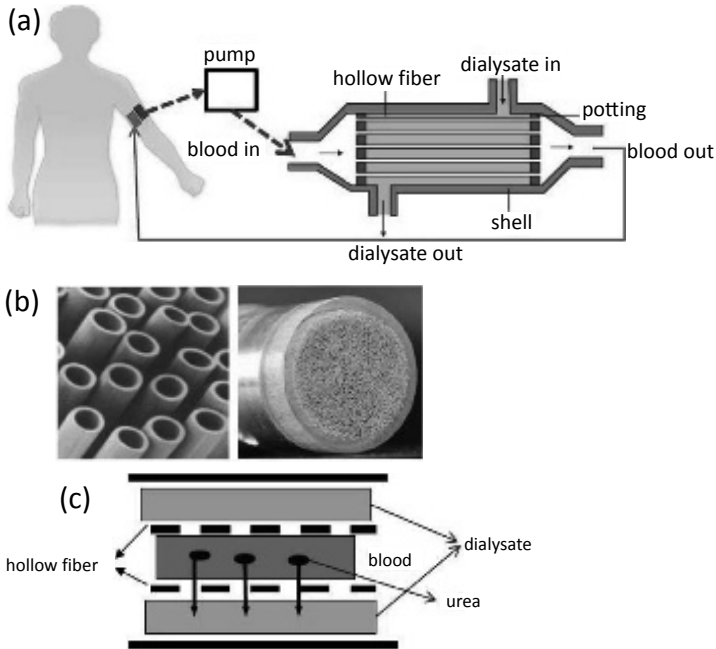 (a)
pump
dialysate in
hollow fiber
potting
blood in
blood out
shell
dialysate out
(b)
(c)
dialysate
blood
hollow fiber
urea